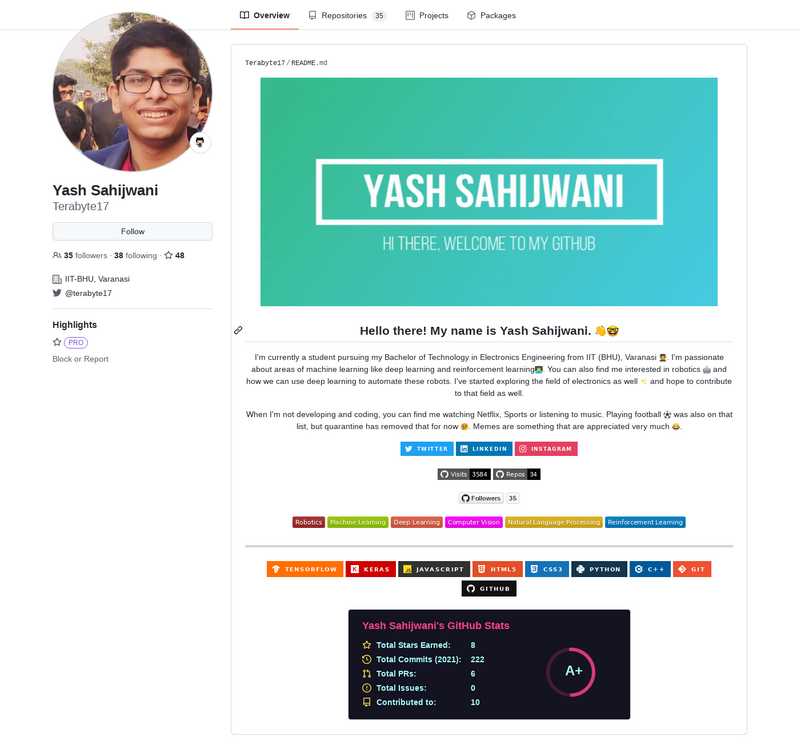 Overview
Repositories 35
Projects
Packages
Yash Sahijwani
Terabyte17
Follow
35 followers · 38 following · 48
IIT-BHU, Varanasi
@terabyte17
Highlights
PRO
Block or Report
Terabyte17 / README.md
YASH SAHIJWANI
HI THERE, WELCOME TO MY GITHUB
Hello there! My name is Yash Sahijwani. 👋🤓
I'm currently a student pursuing my Bachelor of Technology in Electronics Engineering from IIT (BHU), Varanasi 👨‍🎓. I'm passionate
about areas of machine learning like deep learning and reinforcement learning👨‍💻. You can also find me interested in robotics 🤖 and
how we can use deep learning to automate these robots. I've started exploring the field of electronics as well and hope to contribute
to that field as well.
When I'm not developing and coding, you can find me watching Netflix, Sports or listening to music. Playing football ⚽ was also on that
list, but quarantine has removed that for now 😢. Memes are something that are appreciated very much 😂.
TWITTER LINKEDIN INSTAGRAM
Visits 3584 Repos 34
Followers 35
Robotics Machine Learning Deep Learning Computer Vision Natural Language Processing Reinforcement Learning
TENSORFLOW KERAS JAVASCRIPT HTML5 CSS3 PYTHON C++ GIT
GITHUB
Yash Sahijwani's GitHub Stats
Total Stars Earned: 8
Total Commits (2021): 222
Total PRs: 6
Total Issues: 0
Contributed to: 10
A+